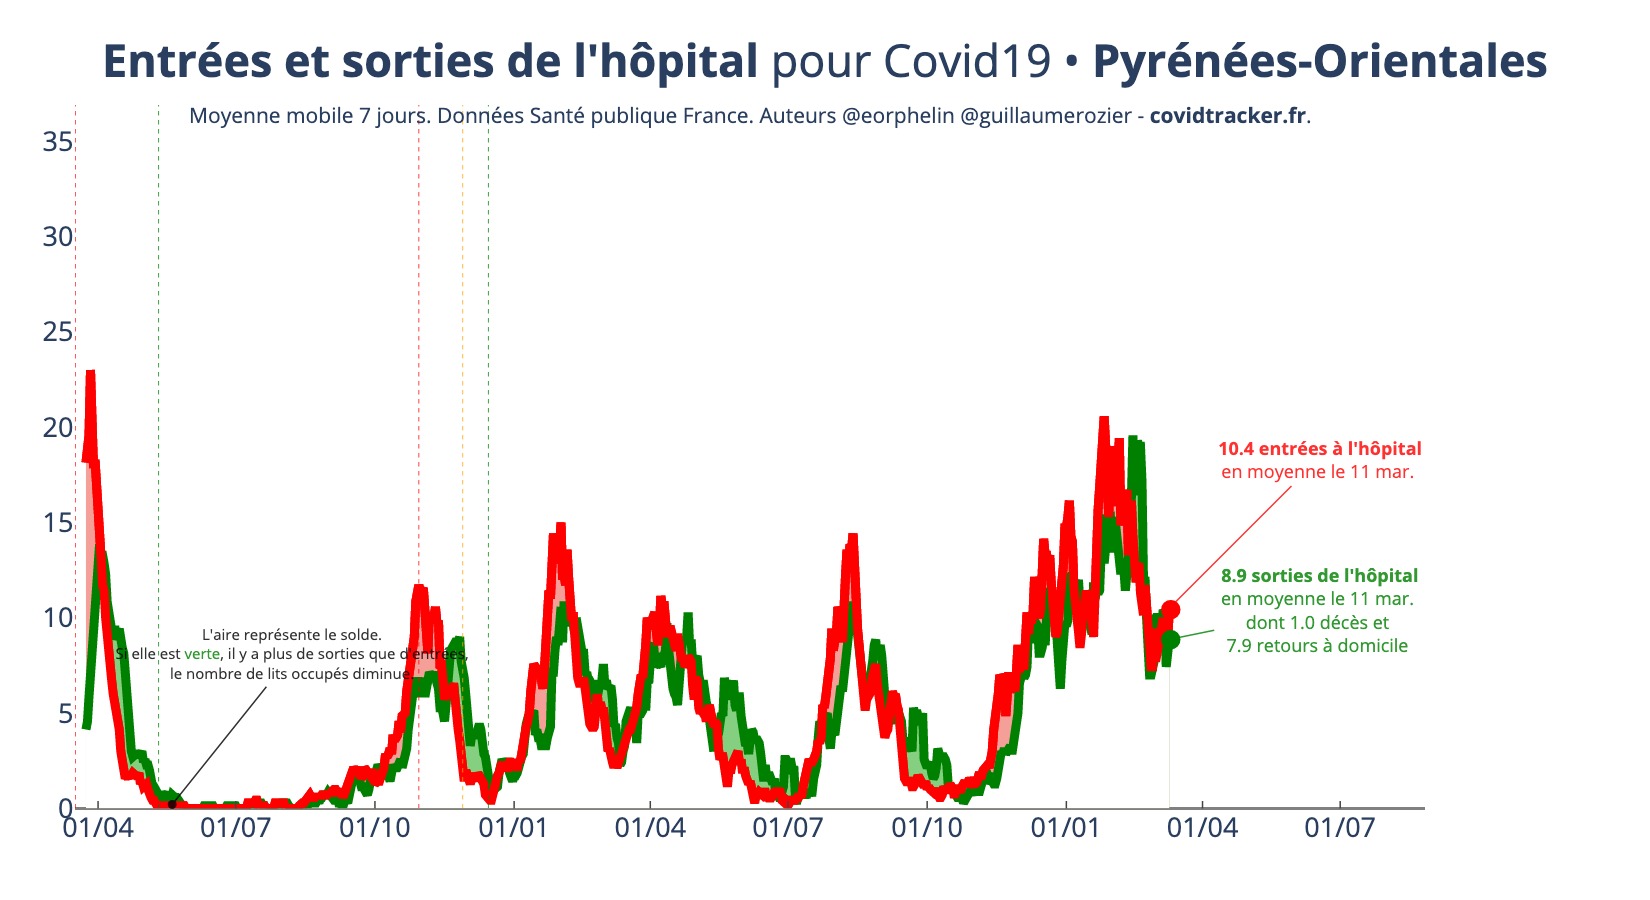 Entrées et sorties de l'hôpital pour Covid19 • Pyrénées-Orientales
Moyenne mobile 7 jours. Données Santé publique France. Auteurs @eorphelin @guillaumerozier - covidtracker.fr.
35
30
25
20
15
10
5
0
10.4 entrées à l'hôpital
en moyenne le 11 mar.
8.9 sorties de l'hôpital
en moyenne le 11 mar.
dont 1.0 décès et
7.9 retours à domicile
L'aire représente le solde.
Si elle est verte, il y a plus de sorties que d'entrées,
le nombre de lits occupés diminue.
01/04 01/07 01/10 01/01 01/04 01/07 01/10 01/01 01/04 01/07